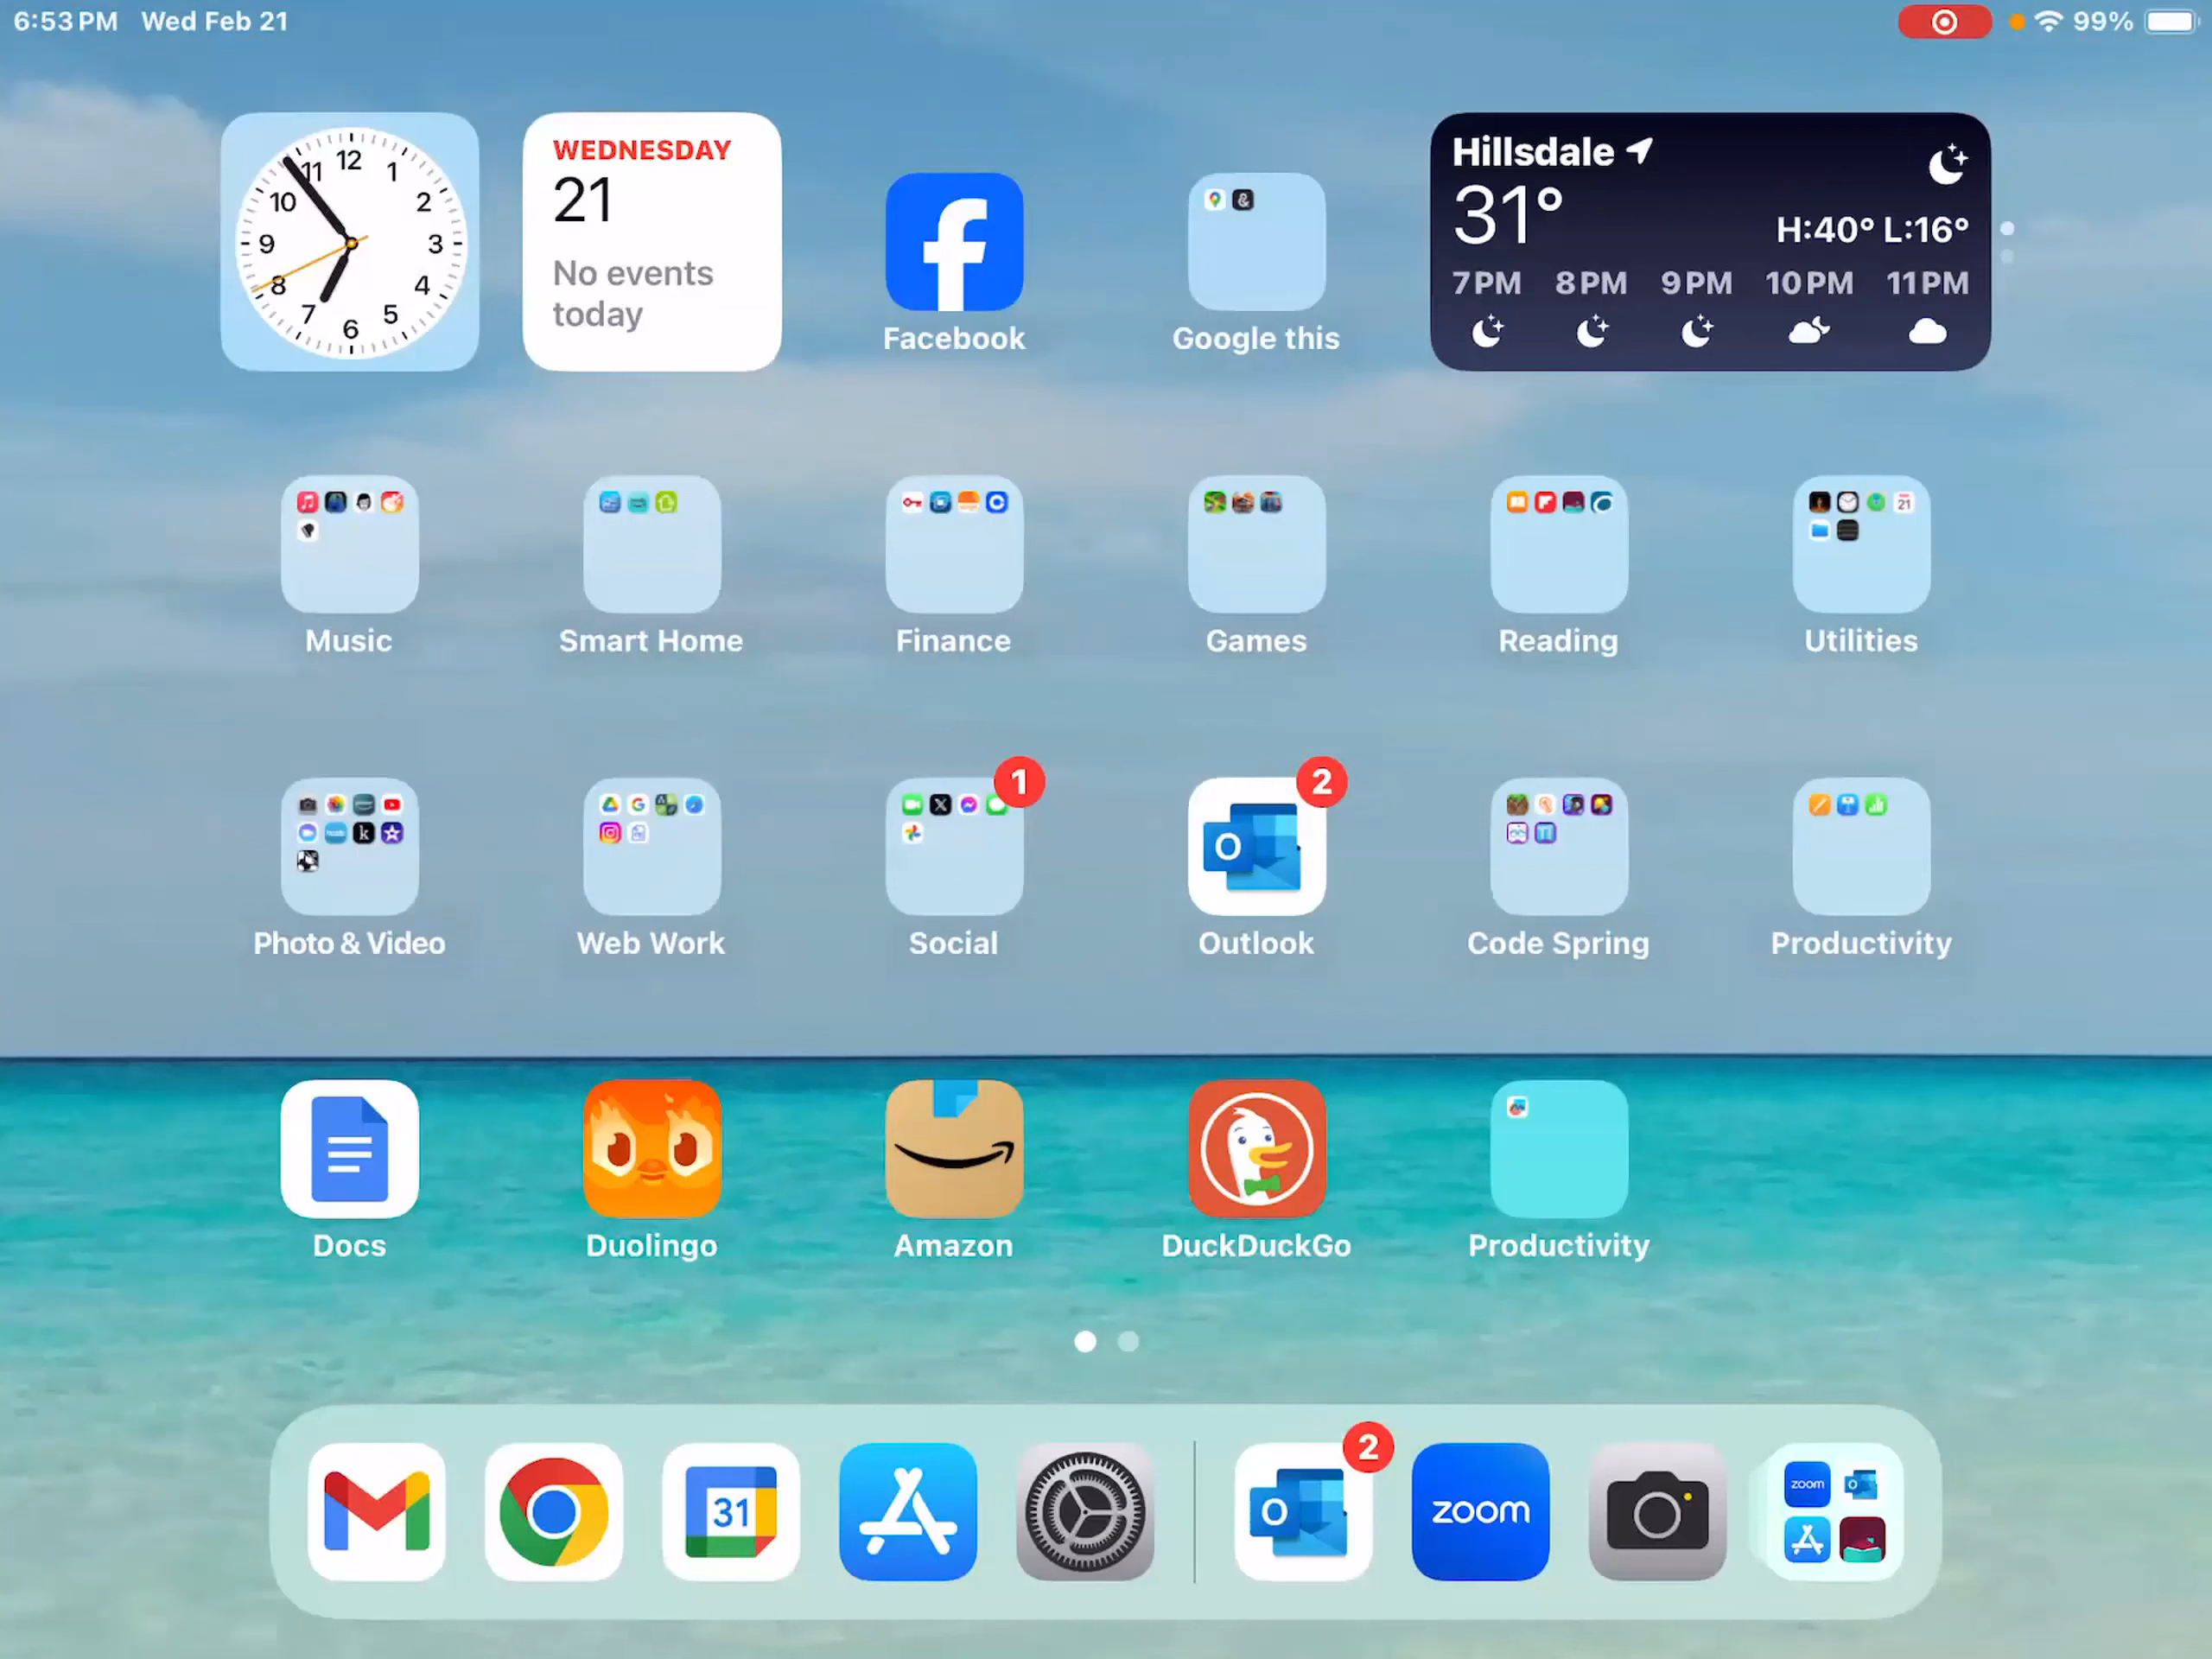 6:53 PM Wed Feb 21
99%
12
1
2
3
4
5
6
7
8
9
10
11
WEDNESDAY
21
No events
today
Facebook
Google this
Hillsdale
31°
H:40° L:16°
7PM 8PM 9PM 10PM 11PM
Music
Smart Home
Finance
Games
Reading
21
Utilities
Photo & Video
Web Work
1
Social
2
O
Outlook
Code Spring
Productivity
Docs
Duolingo
Amazon
DuckDuckGo
Productivity
31
2
O
zoom
zoom
O